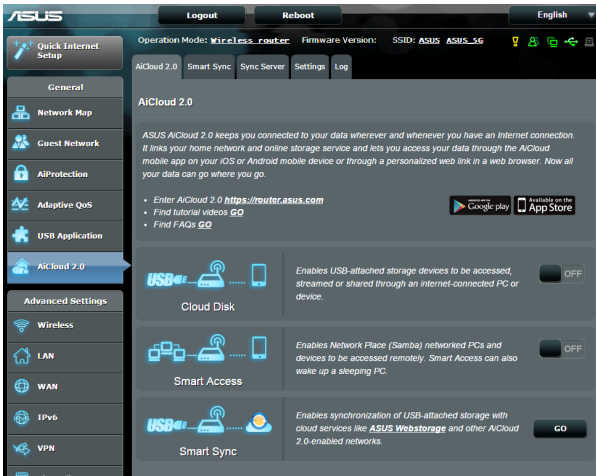 ASUS
Logout
Reboot
English
Quick Internet
Setup
Operation Mode: Wireless router Firmware Version: SSID: ASUS ASUS_5G
AiCloud 2.0
Smart Sync
Sync Server
Settings
Log
General
Network Map
Guest Network
AiProtection
Adaptive QoS
USB Application
AiCloud 2.0
Advanced Settings
Wireless
LAN
WAN
IPv6
VPN
AiCloud 2.0
ASUS AiCloud 2.0 keeps you connected to your data wherever and whenever you have an Internet connection.
It links your home network and online storage service and lets you access your data through the AiCloud
mobile app on your iOS or Android mobile device or through a personalized web link in a web browser. Now all
your data can go where you go.
• Enter AiCloud 2.0 https://router.asus.com
• Find tutorial videos GO
• Find FAQs GO
Google play
Available on the
App Store
USB
Cloud Disk
Enables USB-attached storage devices to be accessed,
streamed or shared through an internet-connected PC or
device.
OFF
Smart Access
Enables Network Place (Samba) networked PCs and
devices to be accessed remotely. Smart Access can also
wake up a sleeping PC.
OFF
USB
Smart Sync
Enables synchronization of USB-attached storage with
cloud services like ASUS Webstorage and other AiCloud
2.0-enabled networks.
GO